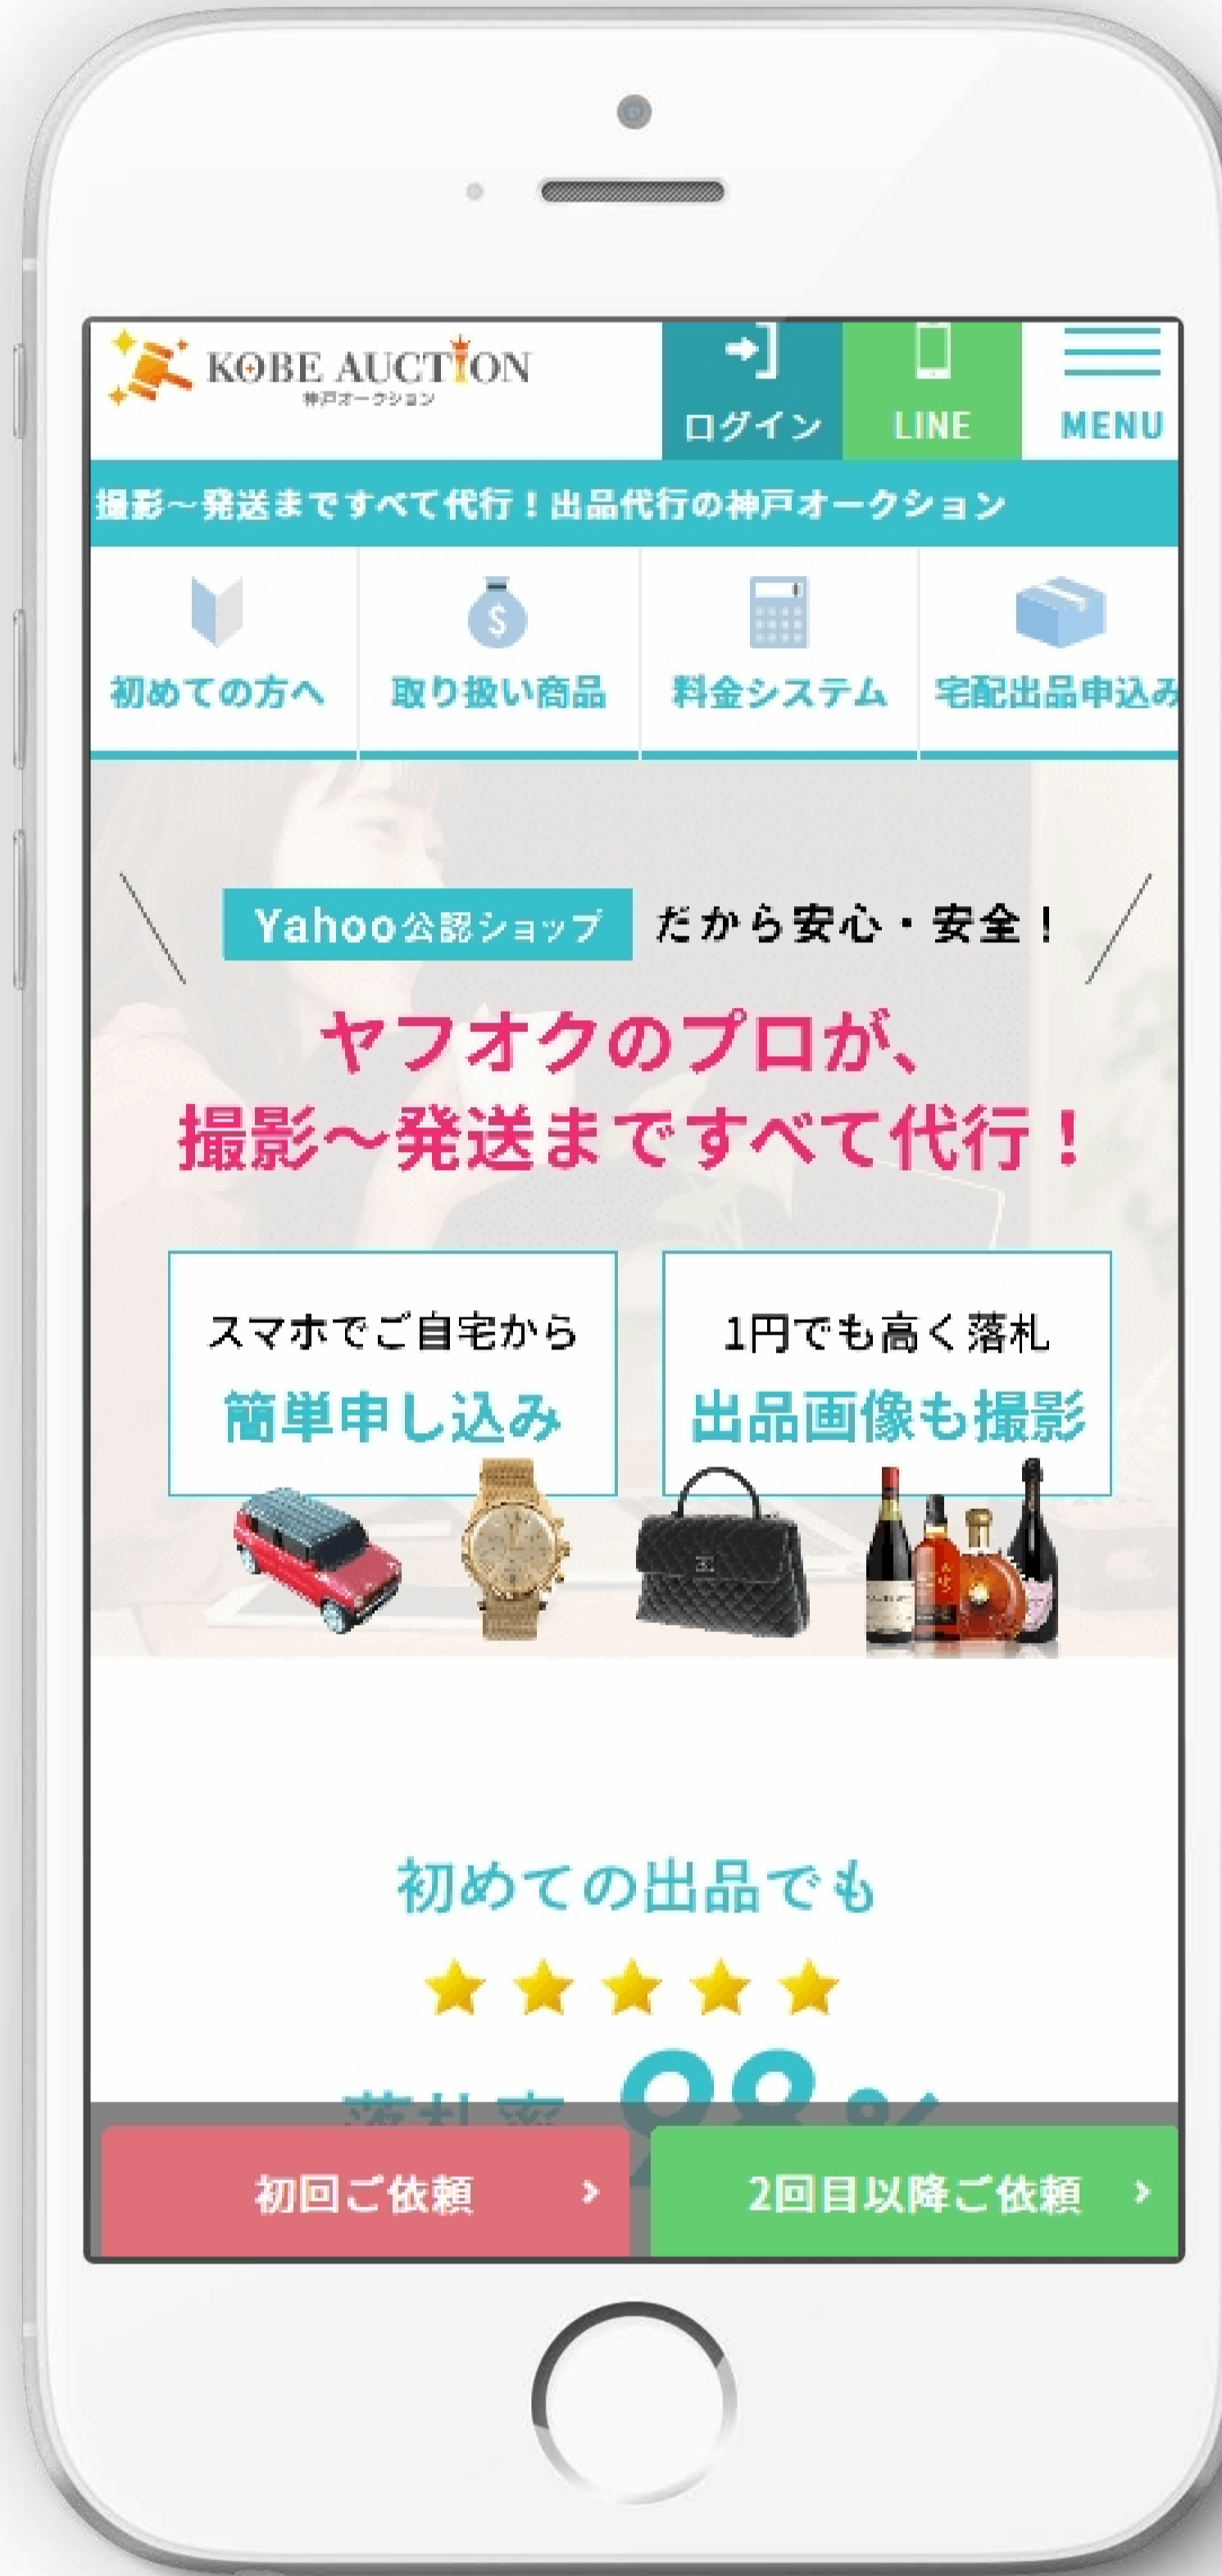 KOBE AUCTION
神戸オークション
ログイン
LINE
MENU
撮影～発送まですべて代行！出品代行の神戸オークション
初めての方へ
取り扱い商品
料金システム
宅配出品申込み
Yahoo公認ショップ だから安心・安全！
ヤフオクのプロが、
撮影～発送まですべて代行！
スマホでご自宅から
簡単申し込み
1円でも高く落札
出品画像も撮影
初めての出品でも
落札率 98%
初回ご依頼
2回目以降ご依頼